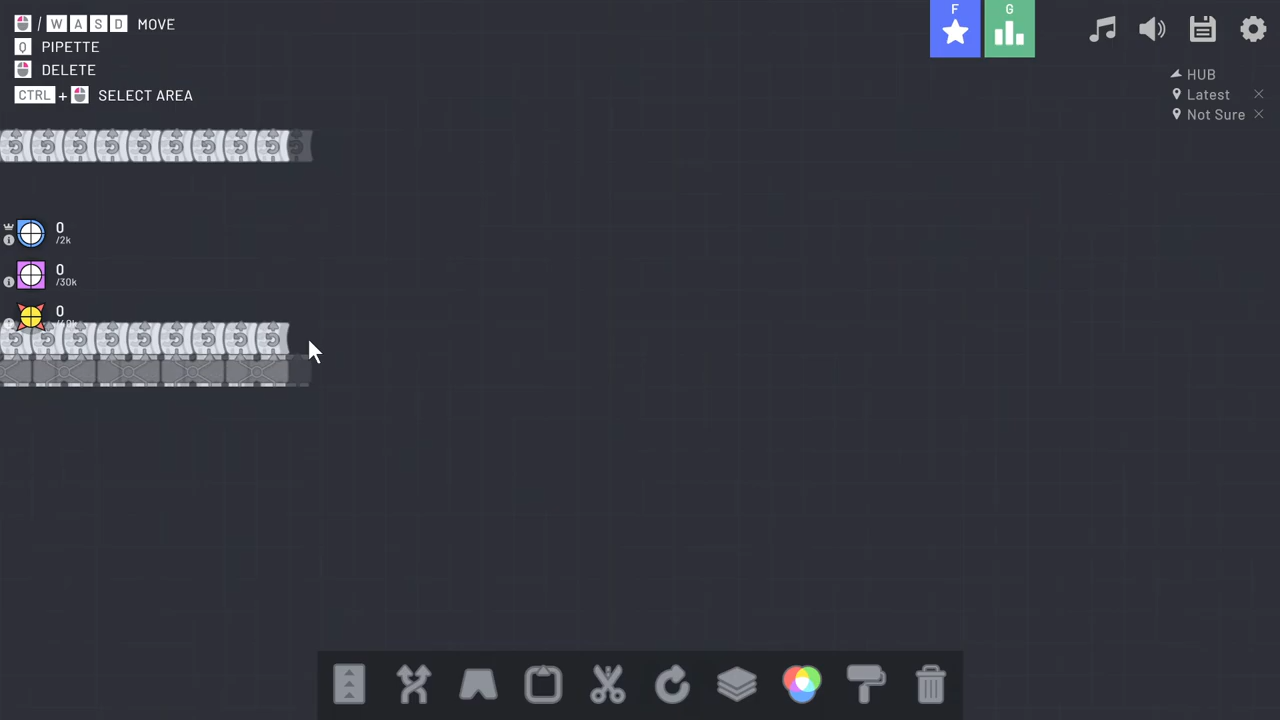 / W A S D MOVE
Q PIPETTE
DELETE
CTRL + SELECT AREA
F
G
HUB
Latest
Not Sure
0
/2k
0
/30k
0